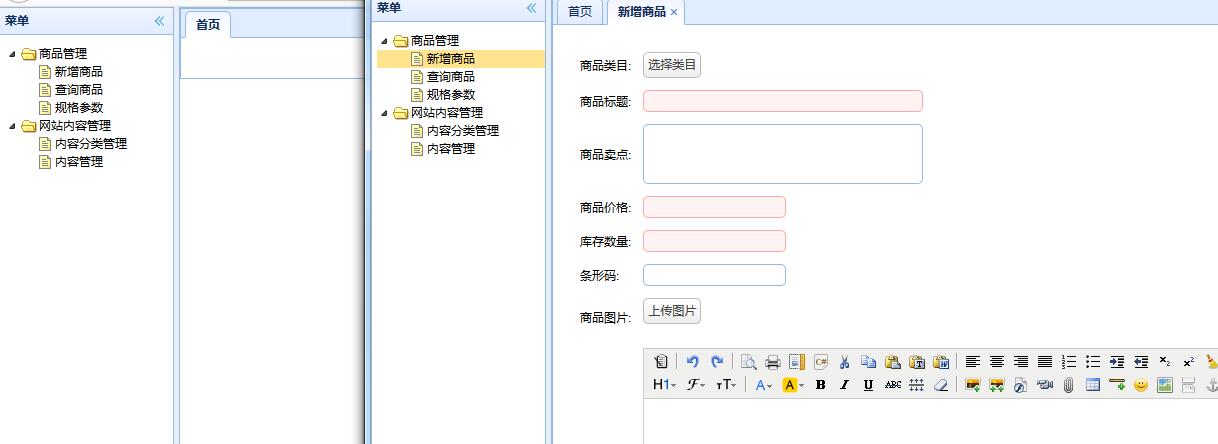 菜单
首页
商品管理
新增商品
查询商品
规格参数
网站内容管理
内容分类管理
内容管理
菜单
首页 新增商品
商品管理
新增商品
查询商品
规格参数
网站内容管理
内容分类管理
内容管理
商品类目: 选择类目
商品标题:
商品卖点:
商品价格:
库存数量:
条形码:
商品图片: 上传图片
C#
T W
x₂ x²
H1 F тT A A B I U ABC